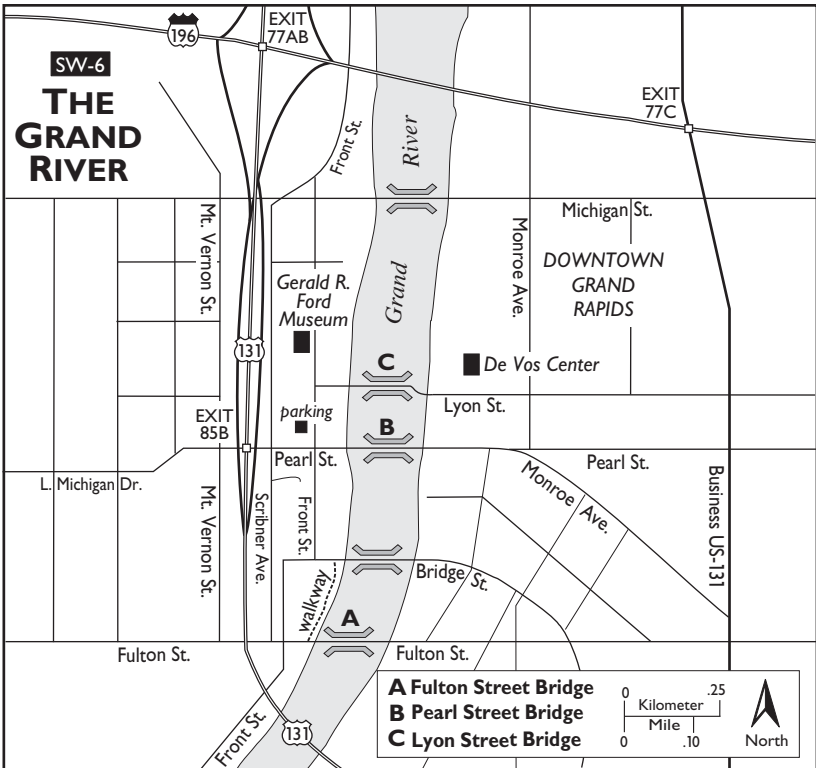 EXIT
77AB
196
SW-6
THE
GRAND
RIVER
EXIT
77C
Front St.
River
Michigan St.
Mt. Vernon St.
Monroe Ave.
DOWNTOWN
GRAND
RAPIDS
Gerald R.
Ford
Museum
Grand
131
C
De Vos Center
Lyon St.
parking
EXIT
85B
B
Pearl St.
Pearl St.
L. Michigan Dr.
Monroe Ave.
Mt. Vernon St.
Scribner Ave.
Front St.
Business US-131
Bridge St.
walkway
A
Fulton St.
Fulton St.
Front St.
131
A Fulton Street Bridge
B Pearl Street Bridge
C Lyon Street Bridge
0 .25
Kilometer
Mile
0 .10
North